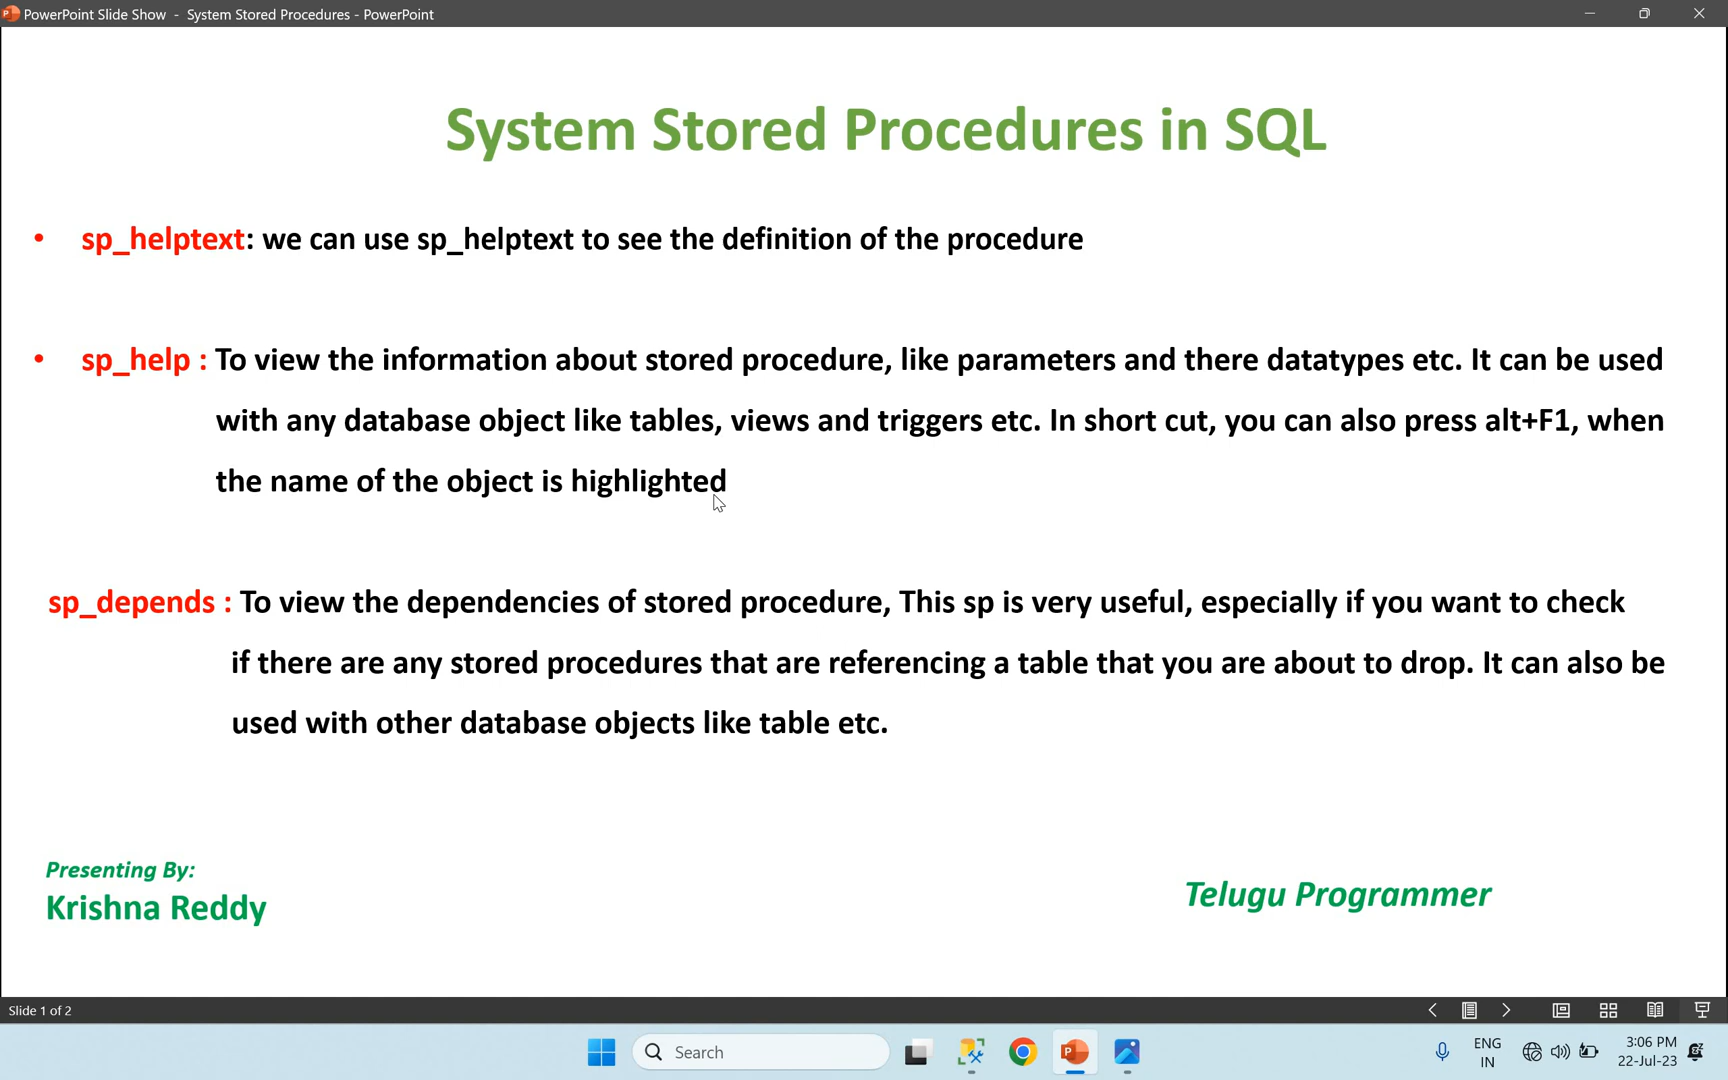 PowerPoint Slide Show - System Stored Procedures - PowerPoint
System Stored Procedures in SQL
• sp_helptext: we can use sp_helptext to see the definition of the procedure
• sp_help : To view the information about stored procedure, like parameters and there datatypes etc. It can be used
with any database object like tables, views and triggers etc. In short cut, you can also press alt+F1, when
the name of the object is highlighted
sp_depends : To view the dependencies of stored procedure, This sp is very useful, especially if you want to check
if there are any stored procedures that are referencing a table that you are about to drop. It can also be
used with other database objects like table etc.
Presenting By:
Krishna Reddy
Telugu Programmer
Slide 1 of 2
Search
ENG
IN
3:06 PM
22-Jul-23